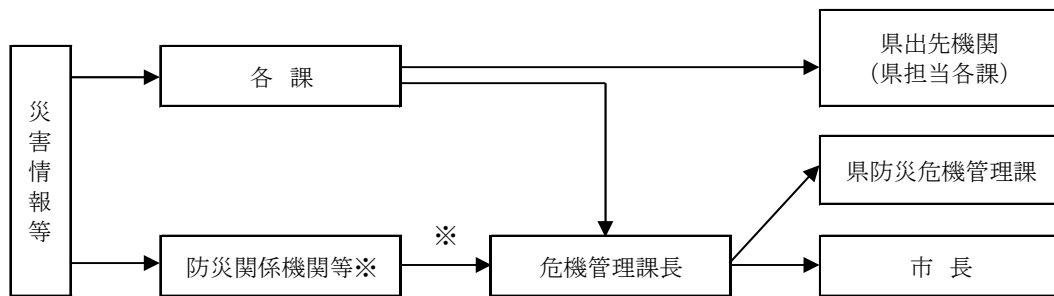 災害情報等
各 課
県出先機関
(県担当各課)
県防災危機管理課
防災関係機関等※
※
危機管理課長
市 長